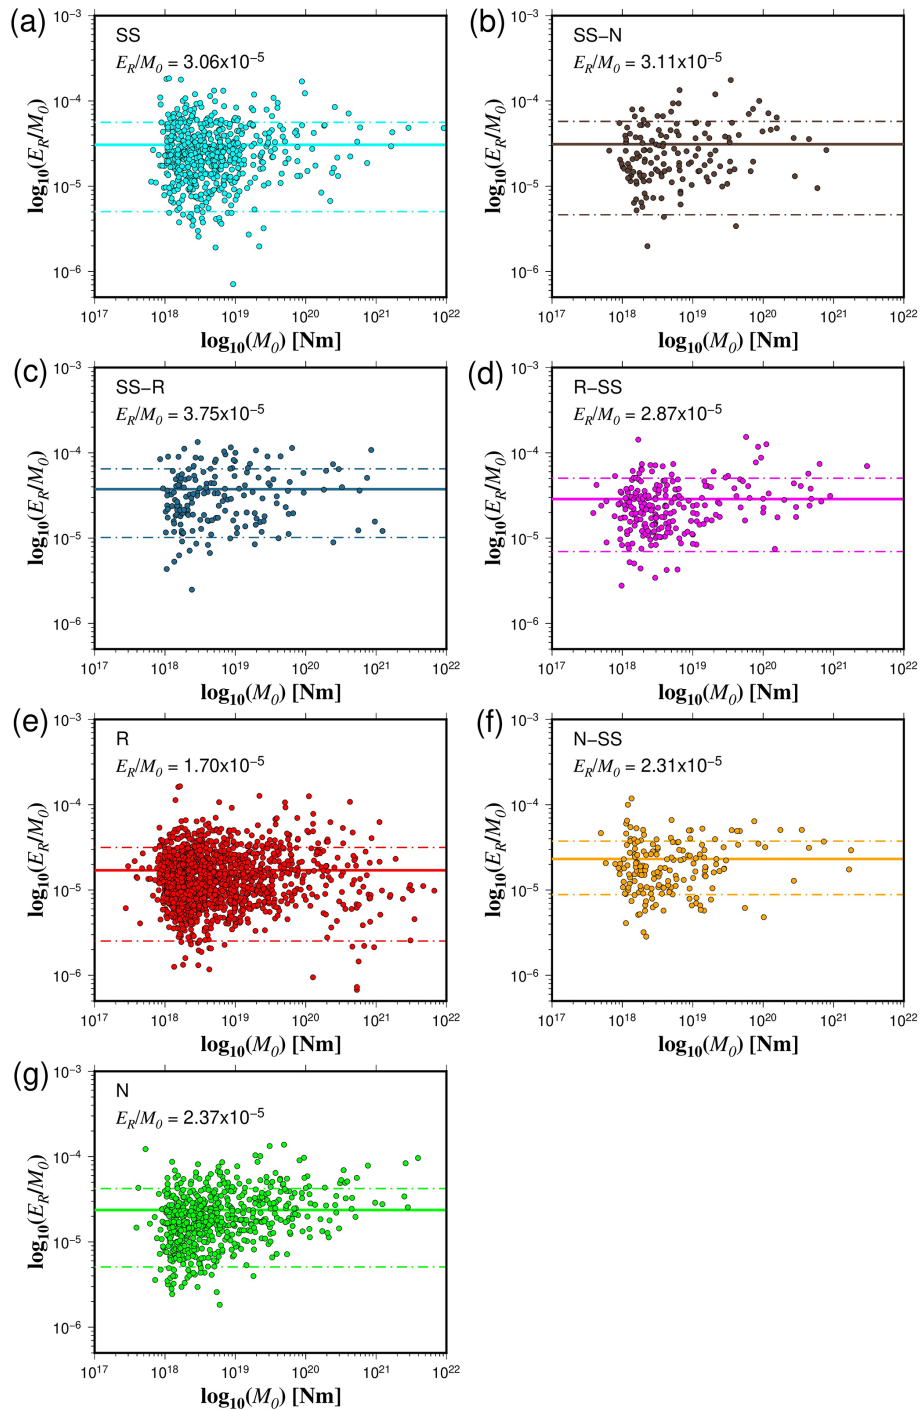 (a)
SS
E_R/M_0 = 3.06x10^−5
10^−4
10^−5
10^−6
log10(E_R/M_0)
10^17 10^18 10^19 10^20 10^21 10^22
log10(M_0) [Nm]
(b)
SS−N
E_R/M_0 = 3.11x10^−5
10^−4
10^−5
10^−6
log10(E_R/M_0)
10^17 10^18 10^19 10^20 10^21 10^22
log10(M_0) [Nm]
(c)
10^−3
SS−R
E_R/M_0 = 3.75x10^−5
10^−4
10^−5
10^−6
log10(E_R/M_0)
10^17 10^18 10^19 10^20 10^21 10^22
log10(M_0) [Nm]
(d)
10^−3
R−SS
E_R/M_0 = 2.87x10^−5
10^−4
10^−5
10^−6
log10(E_R/M_0)
10^17 10^18 10^19 10^20 10^21 10^22
log10(M_0) [Nm]
(e)
10^−3
R
E_R/M_0 = 1.70x10^−5
10^−4
10^−5
10^−6
log10(E_R/M_0)
10^17 10^18 10^19 10^20 10^21 10^22
log10(M_0) [Nm]
(f)
10^−3
N−SS
E_R/M_0 = 2.31x10^−5
10^−4
10^−5
10^−6
log10(E_R/M_0)
10^17 10^18 10^19 10^20 10^21 10^22
log10(M_0) [Nm]
(g)
10^−3
N
E_R/M_0 = 2.37x10^−5
10^−4
10^−5
10^−6
log10(E_R/M_0)
10^17 10^18 10^19 10^20 10^21 10^22
log10(M_0) [Nm]